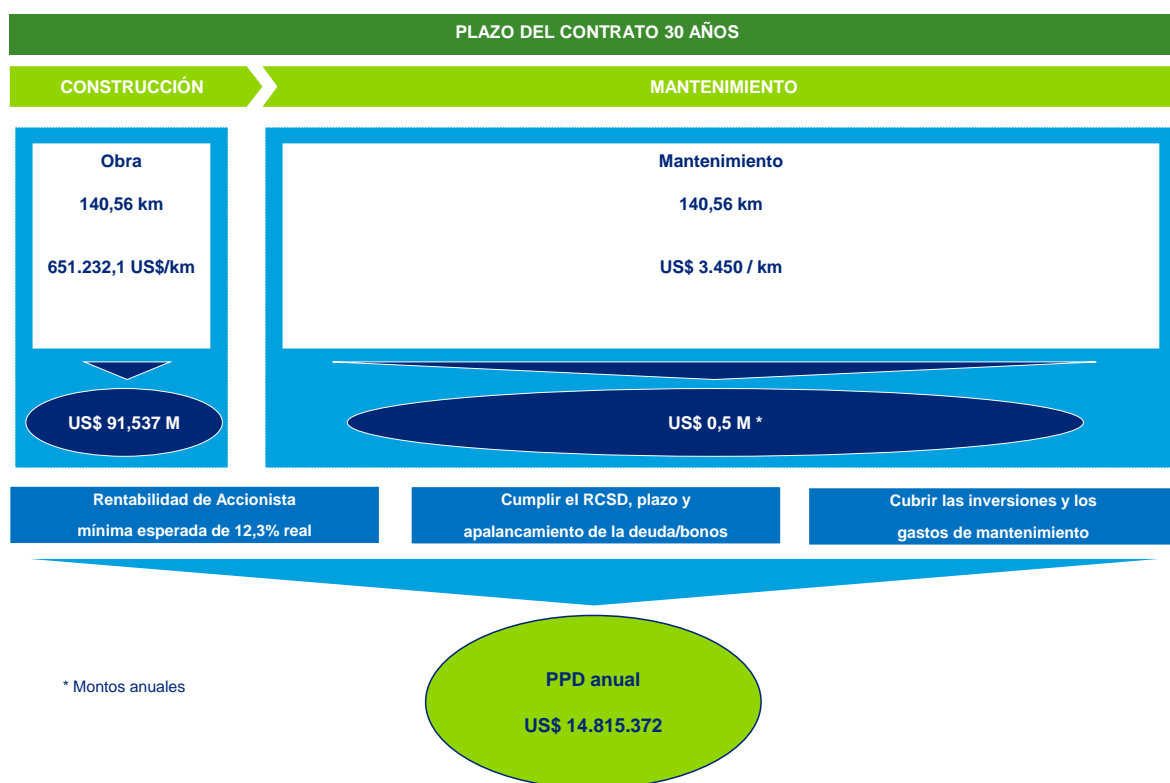 PLAZO DEL CONTRATO 30 AÑOS
CONSTRUCCIÓN
MANTENIMIENTO
Obra
140,56 km
651.232,1 US$/km
US$ 91,537 M
Mantenimiento
140,56 km
US$ 3.450 / km
US$ 0,5 M *
Rentabilidad de Accionista
mínima esperada de 12,3% real
Cumplir el RCSD, plazo y
apalancamiento de la deuda/bonos
Cubrir las inversiones y los
gastos de mantenimiento
PPD anual
US$ 14.815.372
* Montos anuales